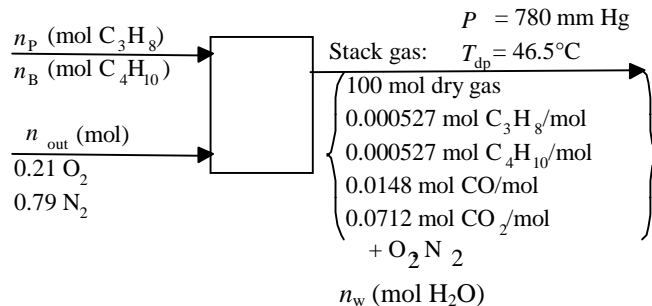 P = 780 mm Hg
n_P (mol C_3H_8)
Stack gas: T_dp = 46.5°C
n_B (mol C_4H_10)
100 mol dry gas
0.000527 mol C_3H_8/mol
n_out (mol)
0.000527 mol C_4H_10/mol
0.21 O_2
0.0148 mol CO/mol
0.79 N_2
0.0712 mol CO_2/mol
+ O_2, N_2
n_w (mol H_2O)